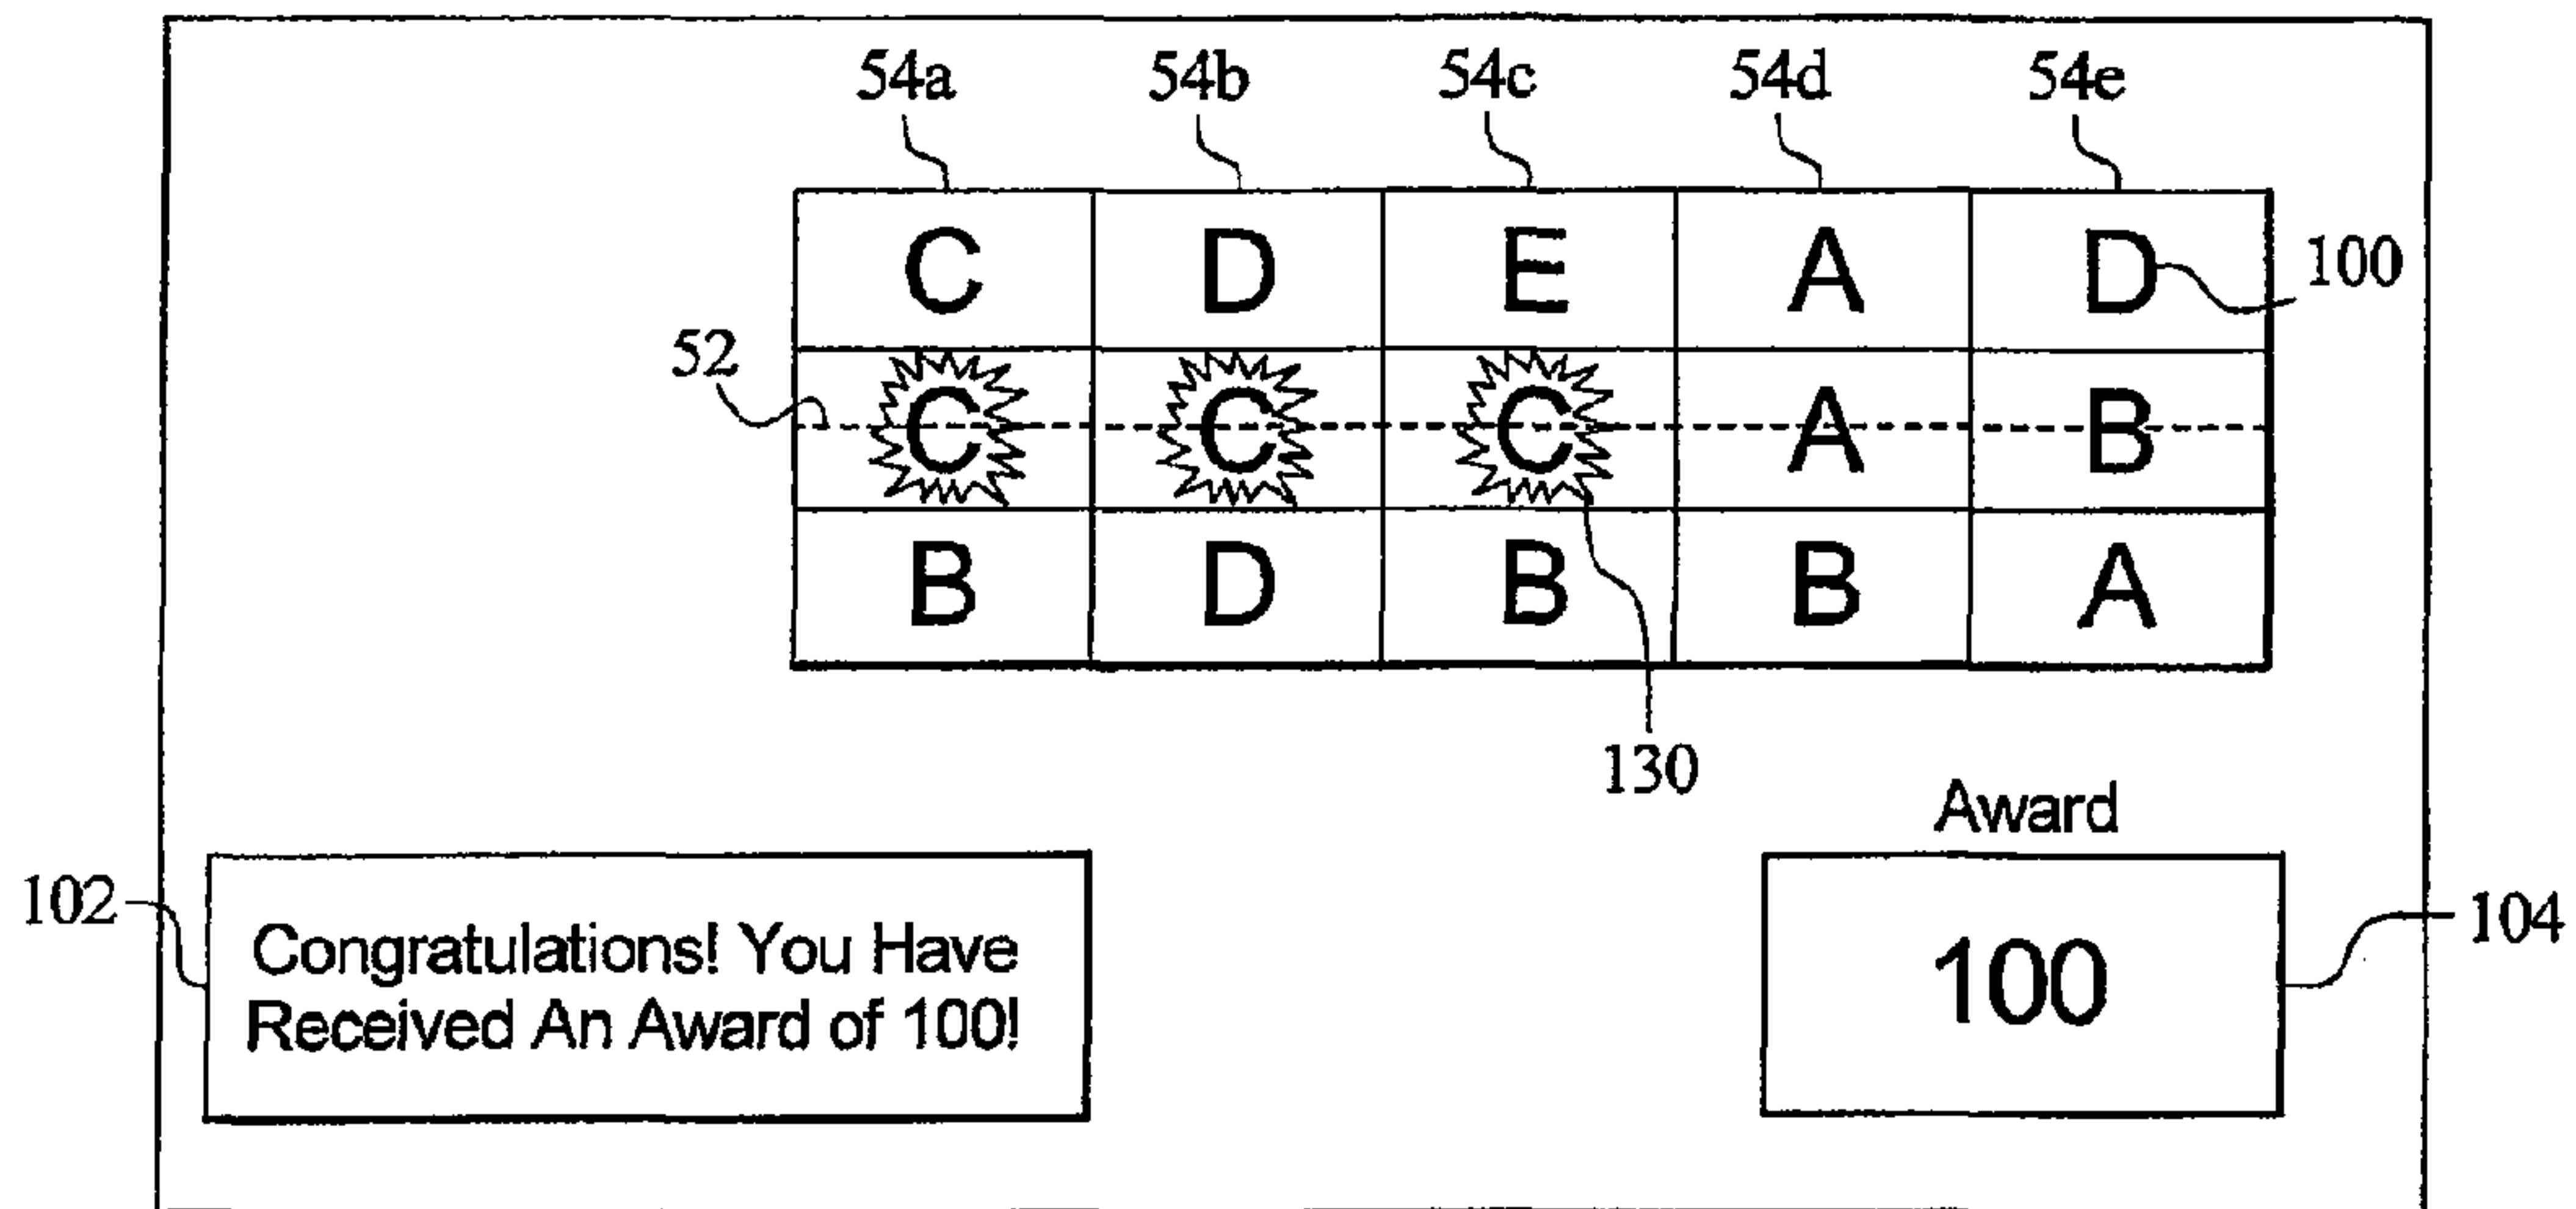 54a 54b 54c 54d 54e
C D E A D 100
52
C C C A B
B D B B A
130
Award
102
Congratulations! You Have
Received An Award of 100!
100
104